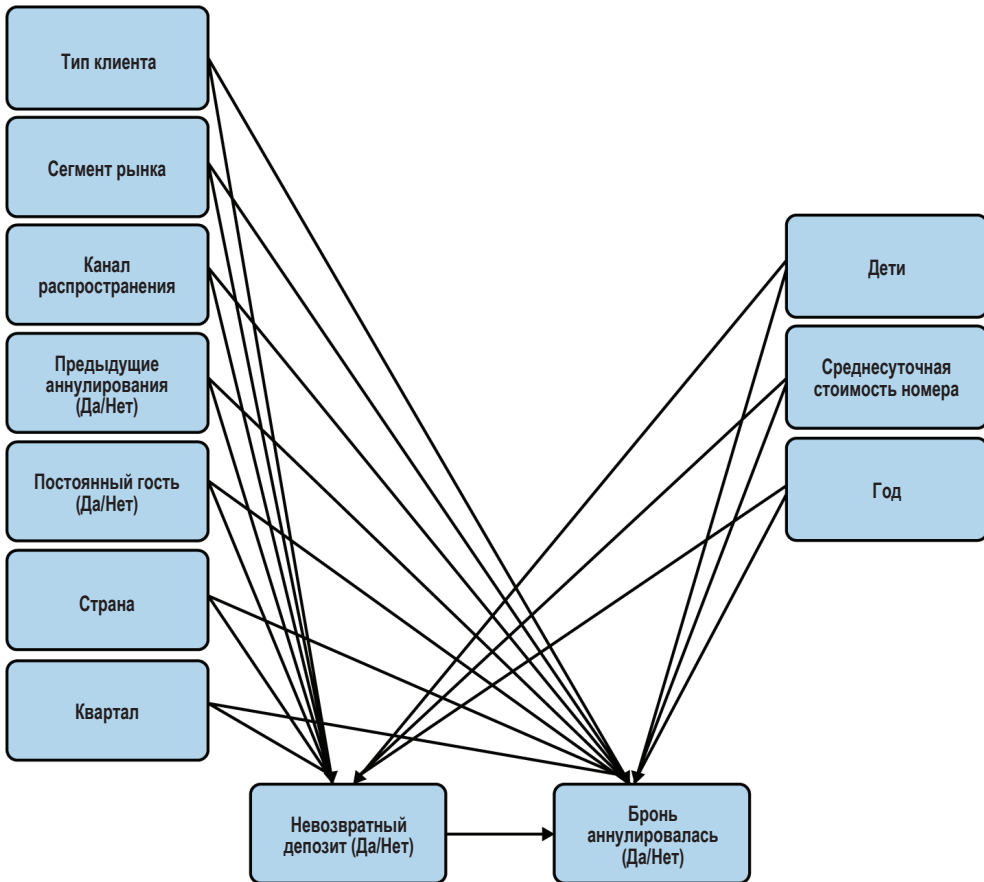 Тип клиента
Сегмент рынка
Канал
распространения
Предыдущие
аннулирования
(Да/Нет)
Постоянный гость
(Да/Нет)
Страна
Квартал
Дети
Среднесуточная
стоимость номера
Год
Невозвратный
депозит (Да/Нет)
Бронь
аннулировалась
(Да/Нет)